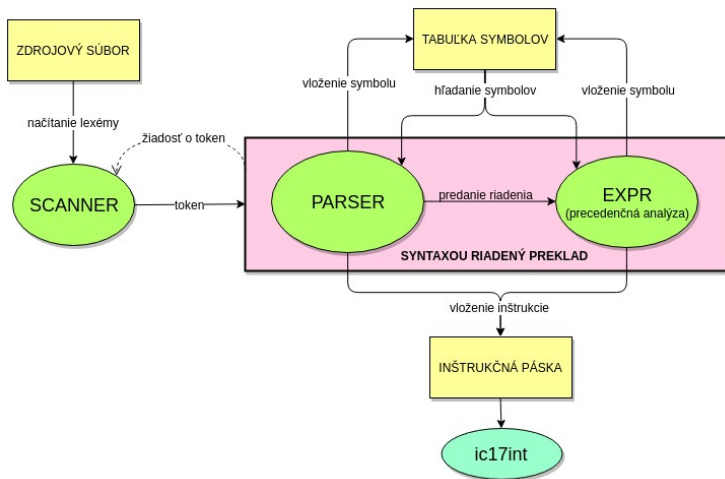 ZDROJOVÝ SÚBOR
TABUĽKA SYMBOLOV
vloženie symbolu
hľadanie symbolov
vloženie symbolu
načítanie lexémy
žiadosť o token
SCANNER
token
PARSER
predanie riadenia
EXPR
(precedenčná analýza)
SYNTAXOU RIADENÝ PREKLAD
vloženie inštrukcie
INŠTRUKČNÁ PÁSKA
ic17int